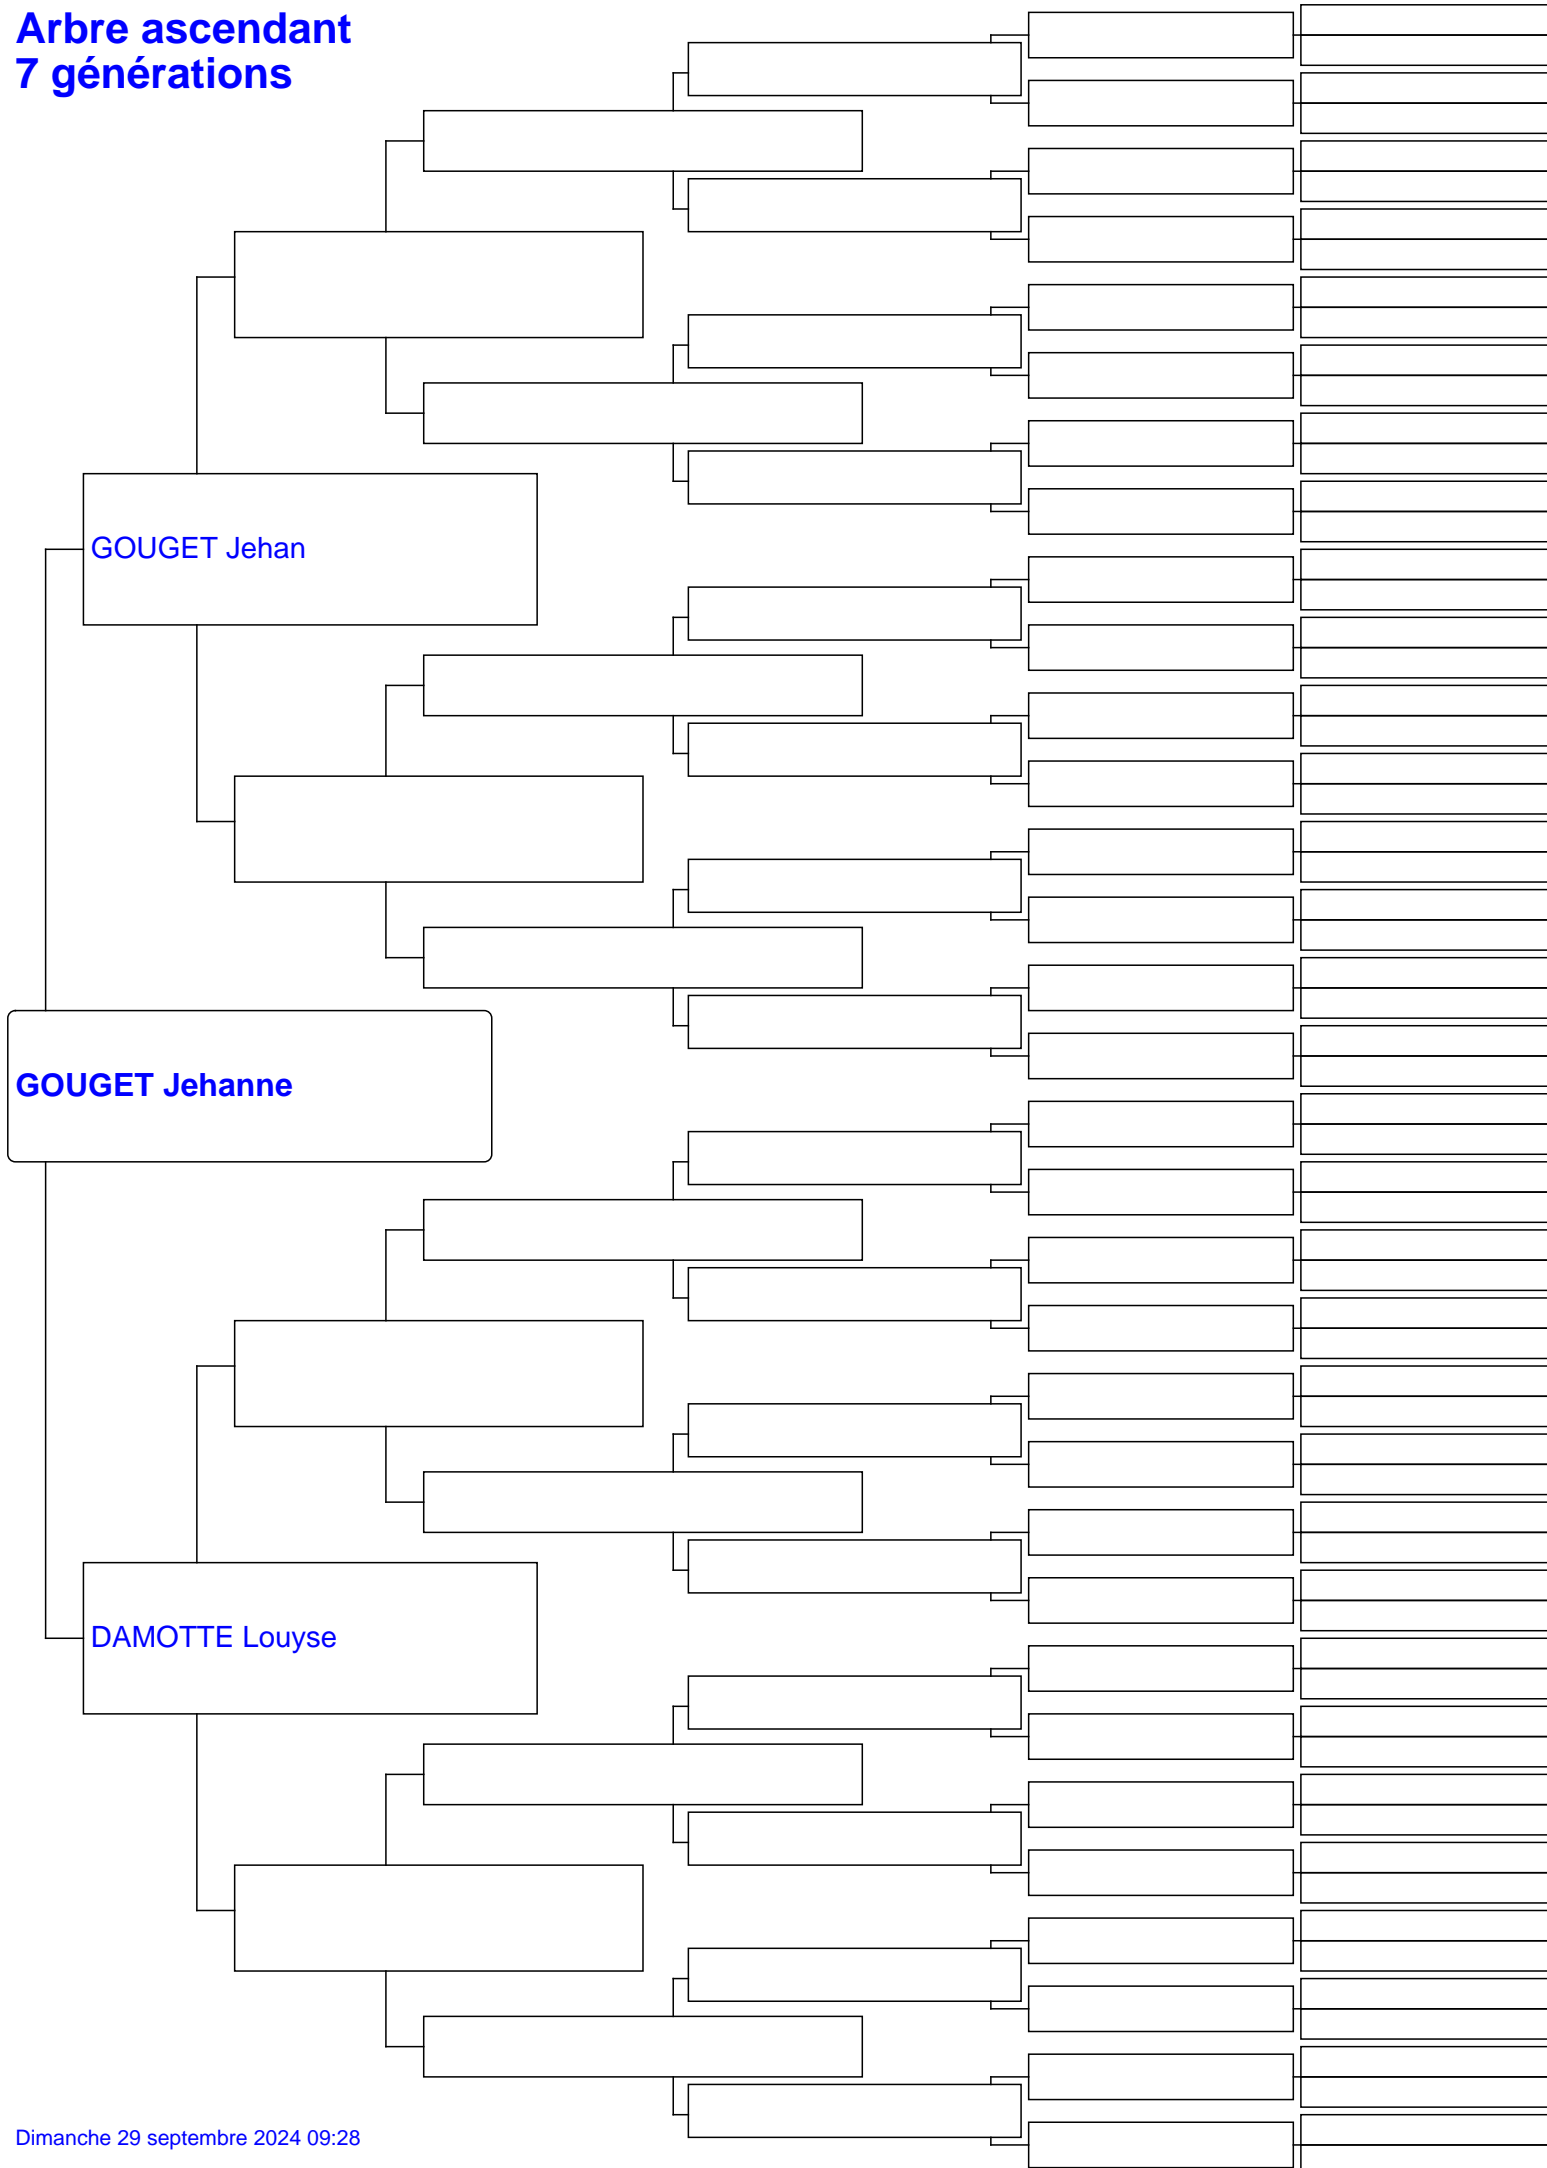 Arbre ascendant
7 générations
GOUGET Jehan
GOUGET Jehanne
DAMOTTE Louyse
Dimanche 29 septembre 2024 09:28